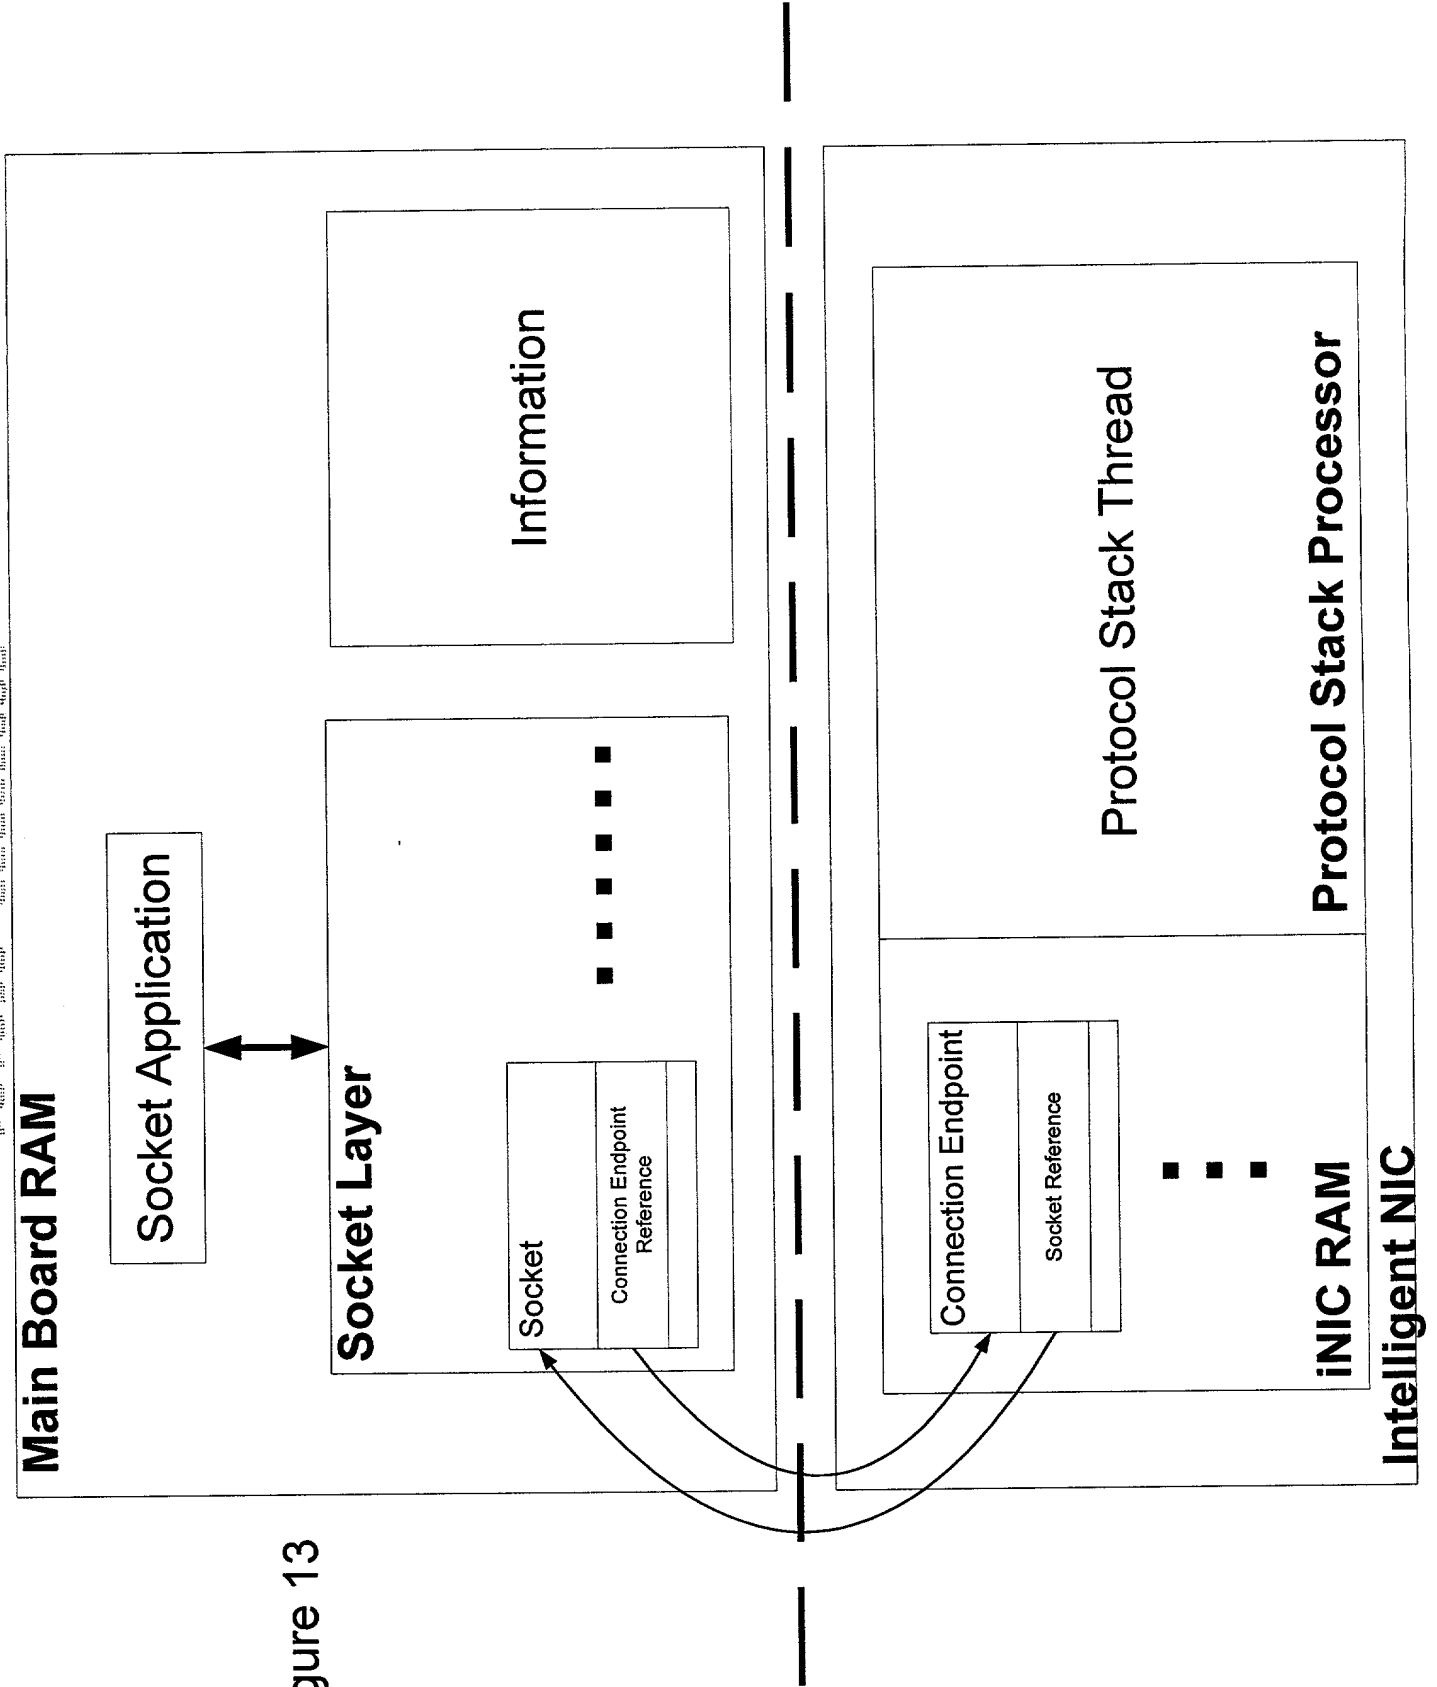 gure 13
Main Board RAM
Socket Application
Socket Layer
Socket
Connection Endpoint
Reference
Information
Connection Endpoint
Socket Reference
iNIC RAM
Protocol Stack Thread
Protocol Stack Processor
Intelligent NIC